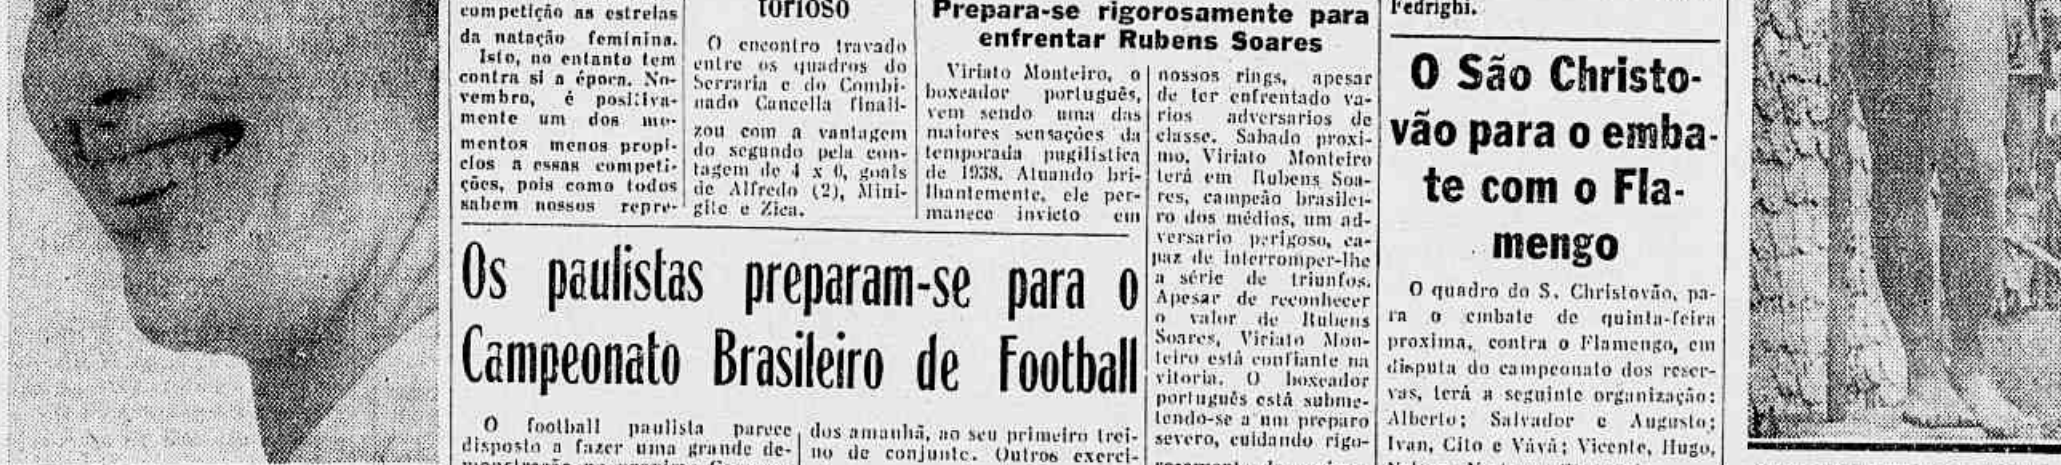 competição as estrelas
da natação feminina.
Isto, no entanto tem
contra si a época. No-
vembro, é positiva-
mente um dos mo-
mentos menos propi-
cios a essas competi-
ções, pois como todos
sabem nossos repre-
torioso
O encontro travado
entre os quadros do
Serraria e do Combi-
nado Cancella finali-
zou com a vantagem
do segundo pela con-
tagem de 4 x 0, goals
de Alfredo (2), Mini-
gite e Zica.
Prepara-se rigorosamente para
enfrentar Rubens Soares
Viriato Monteiro, o
boxeador português,
vem sendo uma das
maiores sensações da
temporada pugilistica
de 1938. Atuando bri-
lhantemente, ele per-
manece invicto em
nossos rings, apesar
de ter enfrentado va-
rios adversarios de
classe. Sabado proxi-
mo, Viriato Monteiro
terá em Rubens Soa-
res, campeão brasilei-
ro dos médios, um ad-
versario perigoso, ca-
paz de interromper-lhe
a série de triunfos.
Apesar de reconhecer
o valor de Rubens
Soares, Viriato Mon-
teiro está confiante na
vitoria. O boxeador
português está subme-
tendo-se a um preparo
severo, cuidando rigo-
Os paulistas preparam-se para o
Campeonato Brasileiro de Football
O football paulista parece
disposto a fazer uma grande de-
dos amanhã, ao seu primeiro trei-
no de conjunto. Outros exerci-
Fedrighi.
O São Christo-
vão para o emba-
te com o Fla-
mengo
O quadro do S. Christovão, pa-
ra o embate de quinta-feira
proxima, contra o Flamengo, em
disputa do campeonato dos reser-
vas, terá a seguinte organização:
Alberto; Salvador e Augusto;
Ivan, Cito e Vává; Vicente, Hugo,